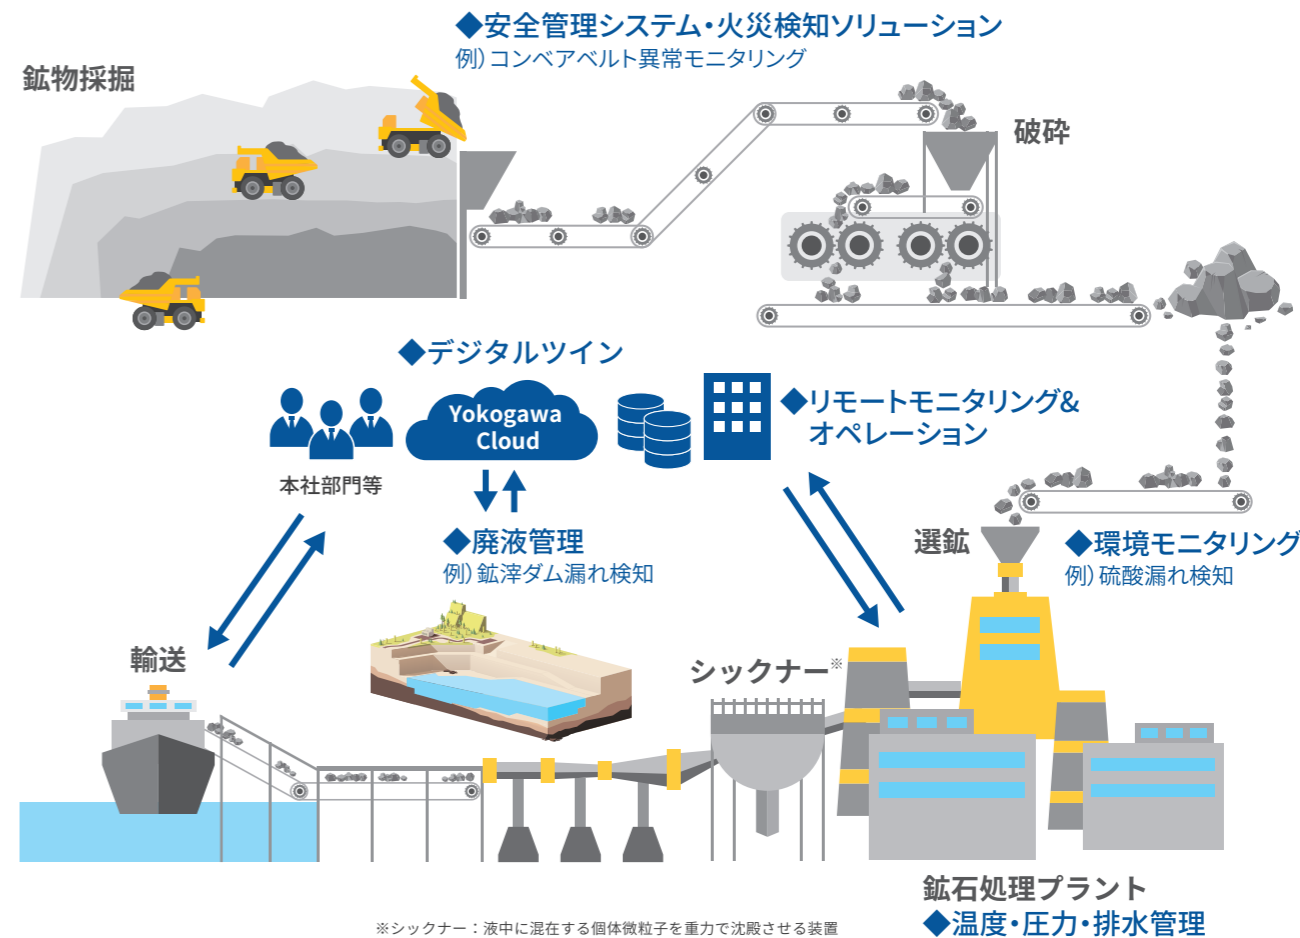 ◆安全管理システム・火災検知ソリューション
例）コンベアベルト異常モニタリング
鉱物採掘
破砕
◆デジタルツイン
Yokogawa
Cloud
◆リモートモニタリング&
オペレーション
本社部門等
◆廃液管理
例）鉱滓ダム漏れ検知
選鉱
◆環境モニタリング
例）硫酸漏れ検知
輸送
シックナー※
鉱石処理プラント
◆温度・圧力・排水管理
※シックナー：液中に混在する個体微粒子を重力で沈殿させる装置